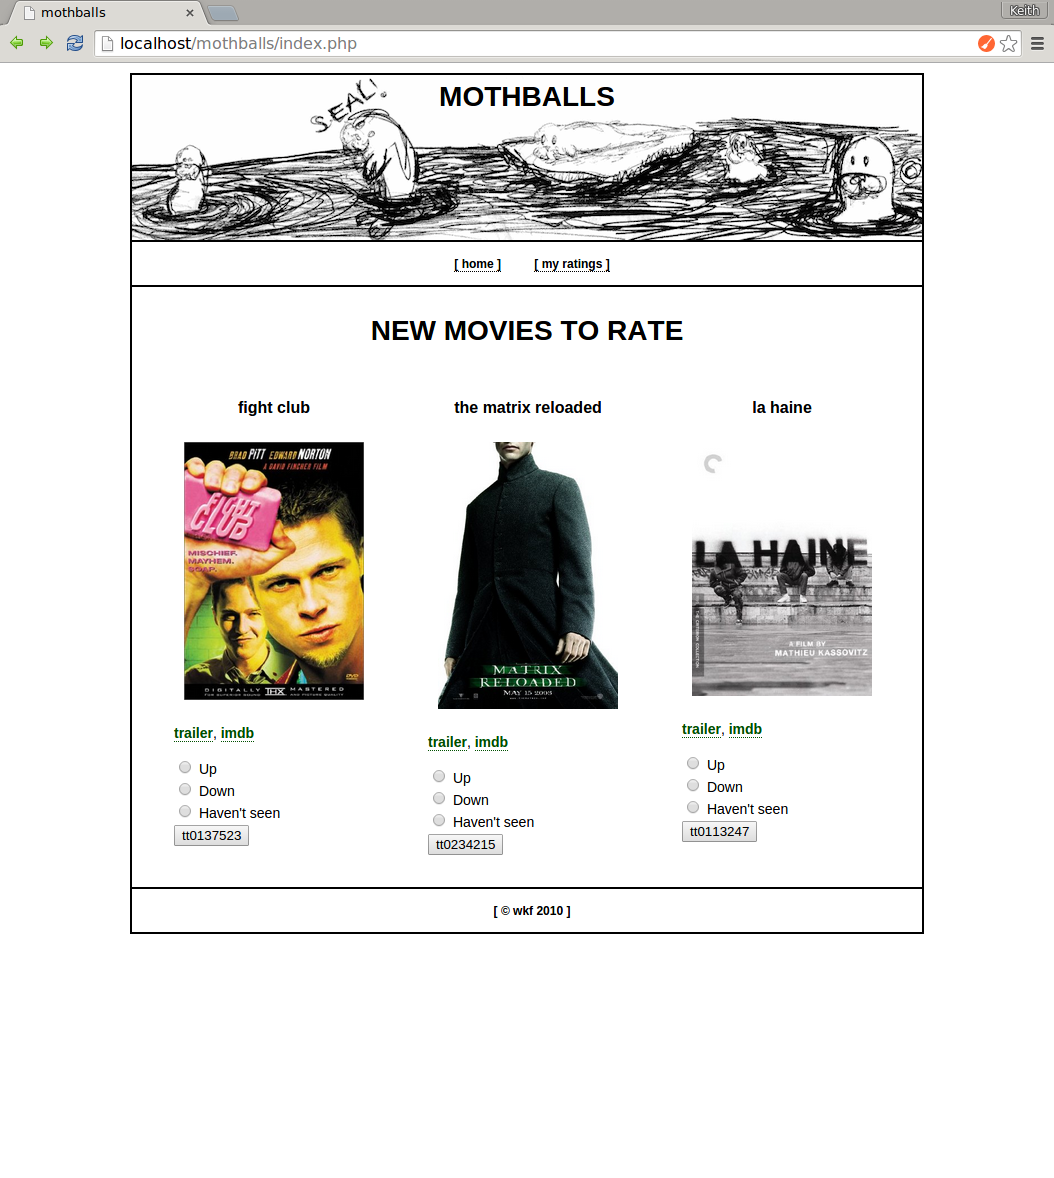 mothballs
Keith
localhost/mothballs/index.php
SEAL!
MOTHBALLS
[ home ] [ my ratings ]
NEW MOVIES TO RATE
fight club
BRAD PITT EDWARD NORTON
A DAVID FINCHER FILM
FIGHT
CLUB
MISCHIEF.
MAYHEM.
SOAP.
DIGITALLY THX MASTERED
DVD
trailer, imdb
Up
Down
Haven't seen
tt0137523
the matrix reloaded
MATRIX
RELOADED
MAY 15 2003
trailer, imdb
Up
Down
Haven't seen
tt0234215
la haine
LA HAINE
A FILM BY
MATHIEU KASSOVITZ
trailer, imdb
Up
Down
Haven't seen
tt0113247
[ © wkf 2010 ]